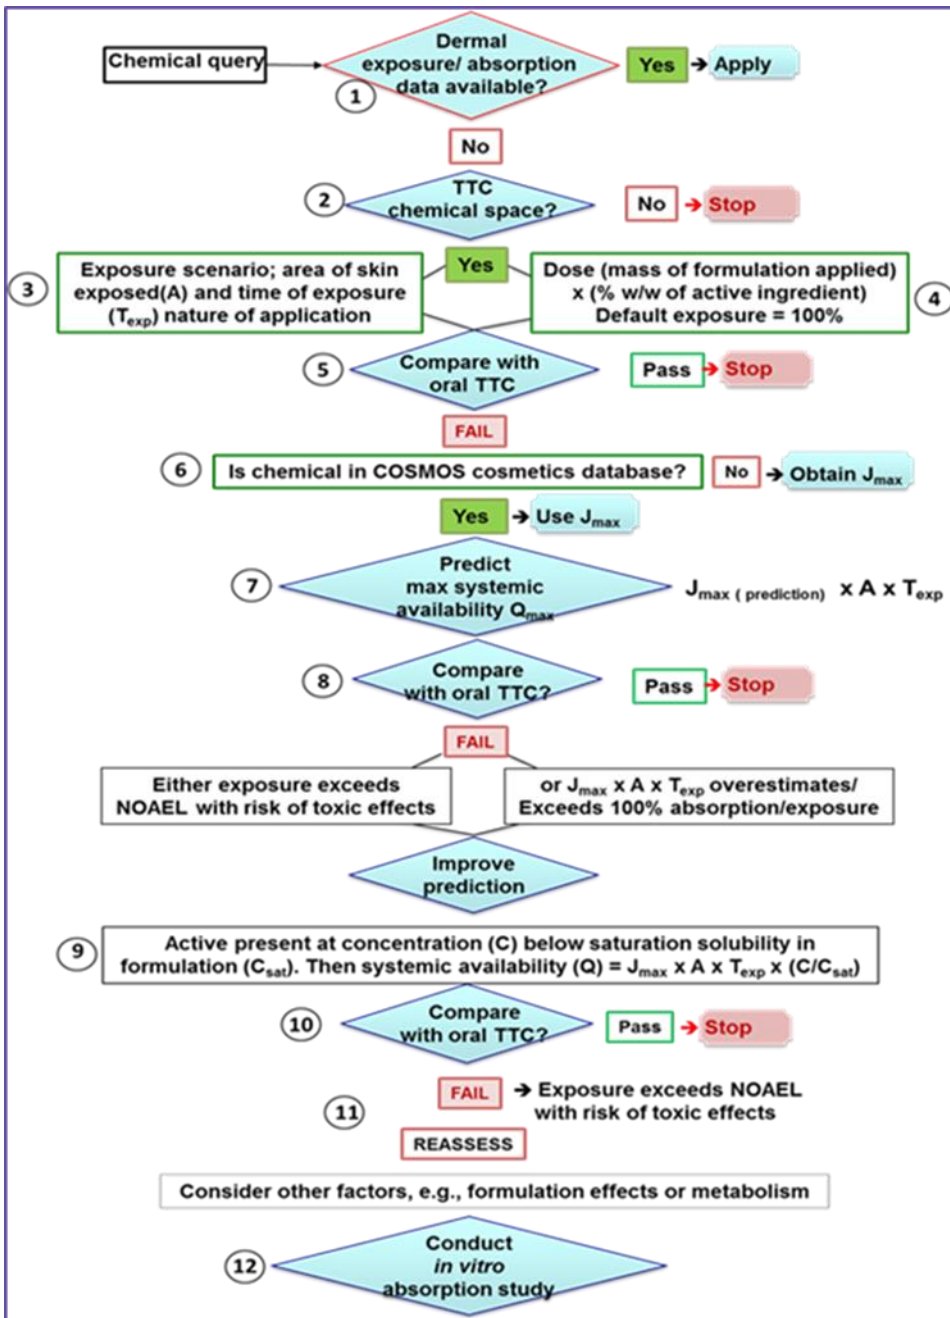 Chemical query
Dermal
exposure/ absorption
data available?
Yes → Apply
1
No
2
TTC
chemical space?
No → Stop
Yes
3
Exposure scenario; area of skin
exposed(A) and time of exposure
(Texp) nature of application
Dose (mass of formulation applied)
x (% w/w of active ingredient)
Default exposure = 100%
4
5
Compare with
oral TTC
Pass → Stop
FAIL
6
Is chemical in COSMOS cosmetics database?
No → Obtain Jmax
Yes → Use Jmax
7
Predict
max systemic
availability Qmax
Jmax ( prediction) x A x Texp
8
Compare
with oral TTC?
Pass → Stop
FAIL
Either exposure exceeds
NOAEL with risk of toxic effects
or Jmax x A x Texp overestimates/
Exceeds 100% absorption/exposure
Improve
prediction
9
Active present at concentration (C) below saturation solubility in
formulation (Csat). Then systemic availability (Q) = Jmax x A x Texp x (C/Csat)
10
Compare
with oral TTC?
Pass → Stop
FAIL → Exposure exceeds NOAEL
with risk of toxic effects
11
REASSESS
Consider other factors, e.g., formulation effects or metabolism
12
Conduct
in vitro
absorption study